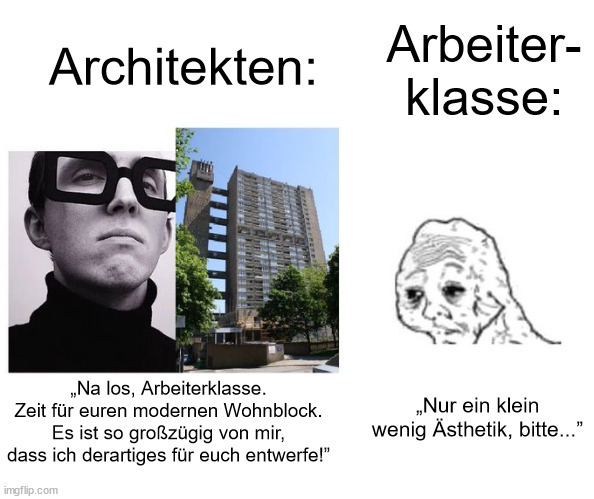 Architekten:
Arbeiter-
klasse:
„Na los, Arbeiterklasse.
Zeit für euren modernen Wohnblock.
Es ist so großzügig von mir,
dass ich derartiges für euch entwerfe!”
„Nur ein klein
wenig Ästhetik, bitte...”
imgflip.com